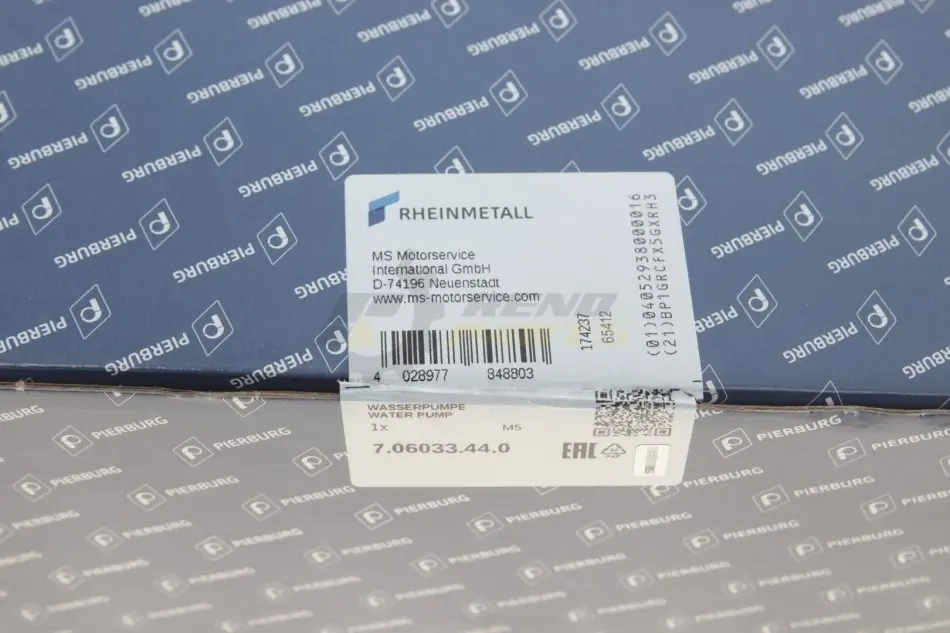 RHEINMETALL
MS Motorservice
International GmbH
D-74196 Neuenstadt
www.ms-motorservice.com
4 028977 848803
174237
65412
(01)04052938000016
(21)BP1GRCFX5GXRH3
WASSERPUMPE
WATER PUMP
1x M5
7.06033.44.0
EAC
PIERBURG